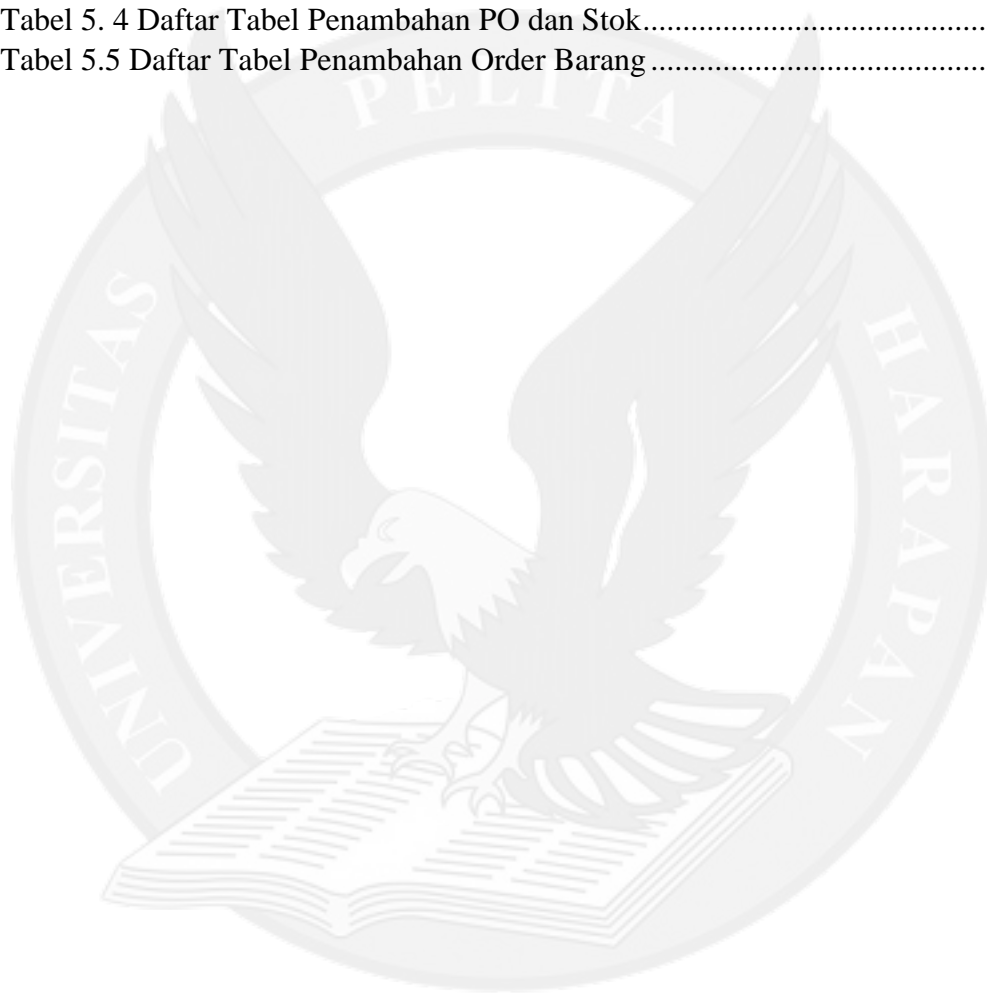 Tabel 5. 4 Daftar Tabel Penambahan PO dan Stok...........................................
Tabel 5.5 Daftar Tabel Penambahan Order Barang ..........................................
UNIVERSITAS PELITA HARAPAN